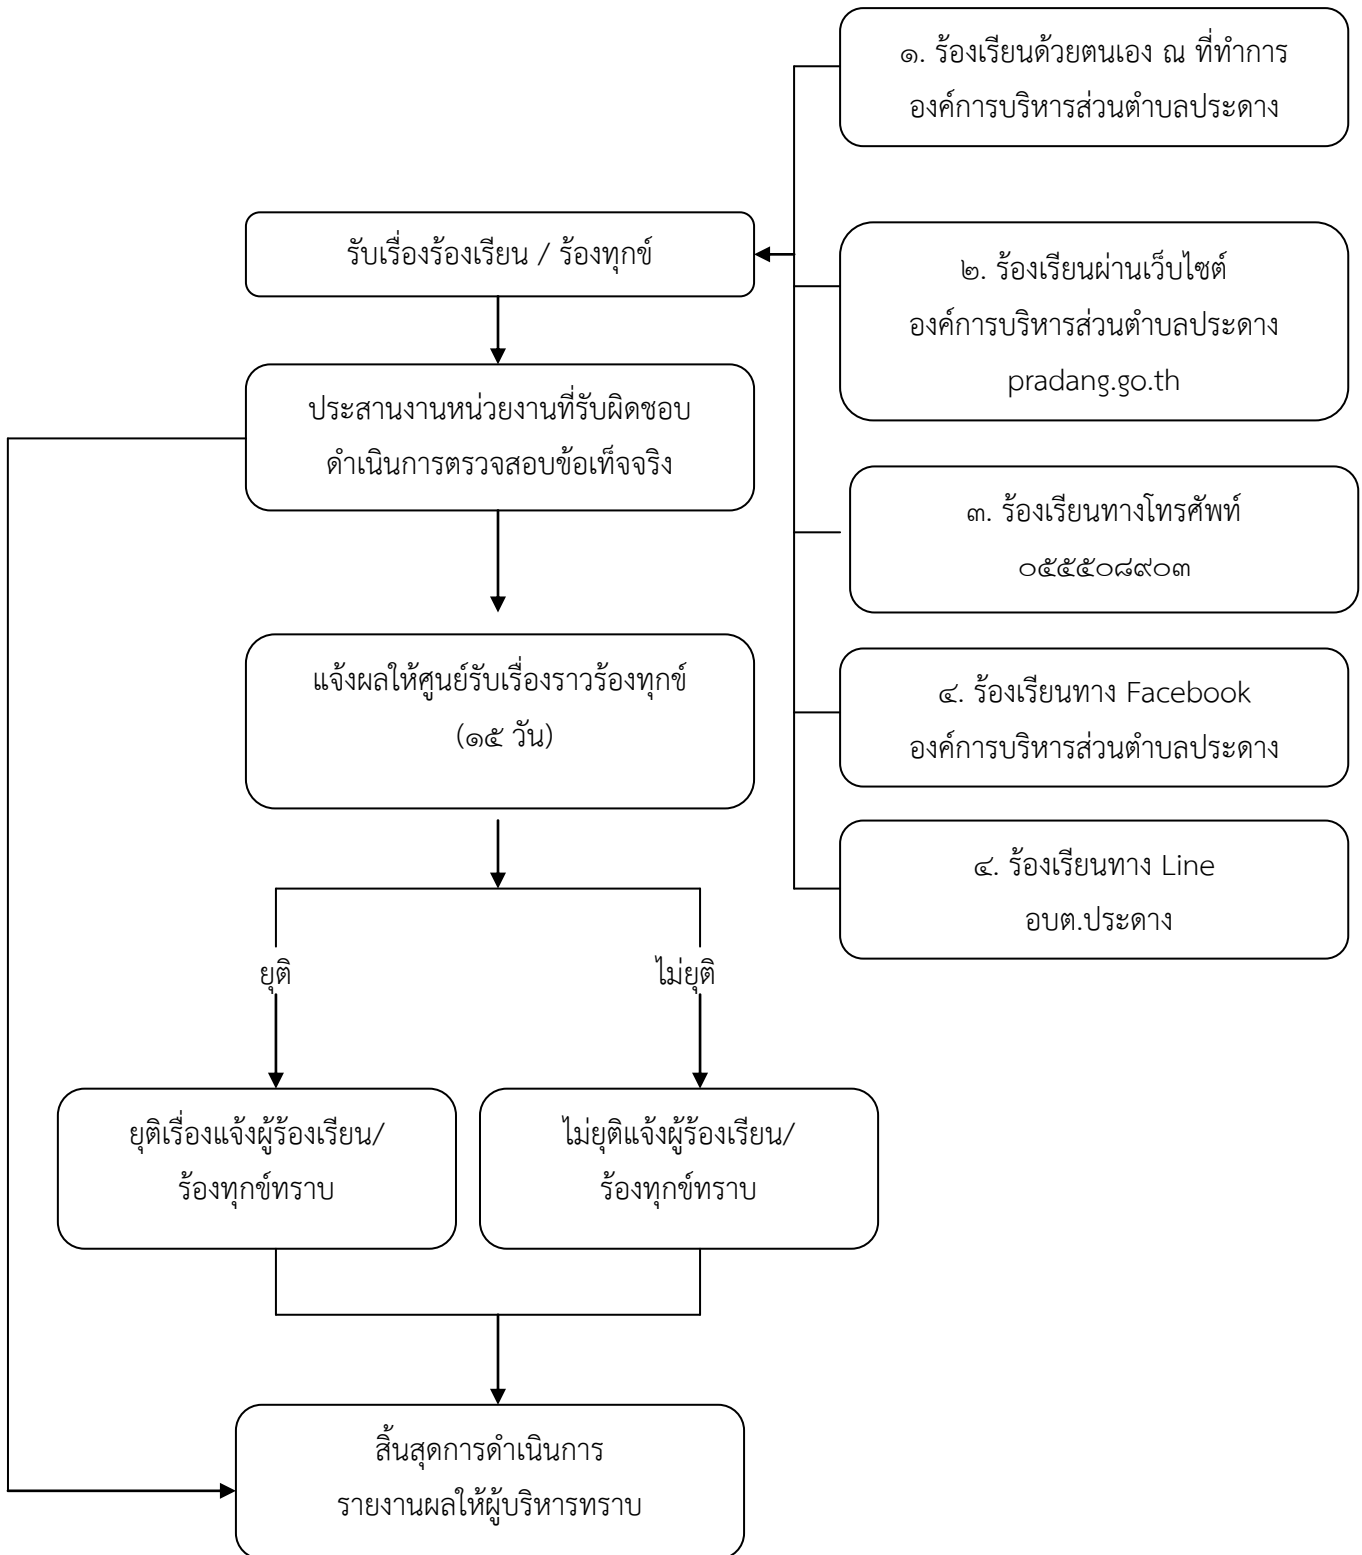 ๑. ร้องเรียนด้วยตนเอง ณ ที่ทำการ
องค์การบริหารส่วนตำบลประดาง
รับเรื่องร้องเรียน / ร้องทุกข์
๒. ร้องเรียนผ่านเว็บไซต์
องค์การบริหารส่วนตำบลประดาง
pradang.go.th
ประสานงานหน่วยงานที่รับผิดชอบ
ดำเนินการตรวจสอบข้อเท็จจริง
๓. ร้องเรียนทางโทรศัพท์
๐๕๕๕๐๘๙๐๓
แจ้งผลให้ศูนย์รับเรื่องราวร้องทุกข์
(๑๕ วัน)
๔. ร้องเรียนทาง Facebook
องค์การบริหารส่วนตำบลประดาง
๔. ร้องเรียนทาง Line
อบต.ประดาง
ยุติ
ไม่ยุติ
ยุติเรื่องแจ้งผู้ร้องเรียน/
ร้องทุกข์ทราบ
ไม่ยุติแจ้งผู้ร้องเรียน/
ร้องทุกข์ทราบ
สิ้นสุดการดำเนินการ
รายงานผลให้ผู้บริหารทราบ